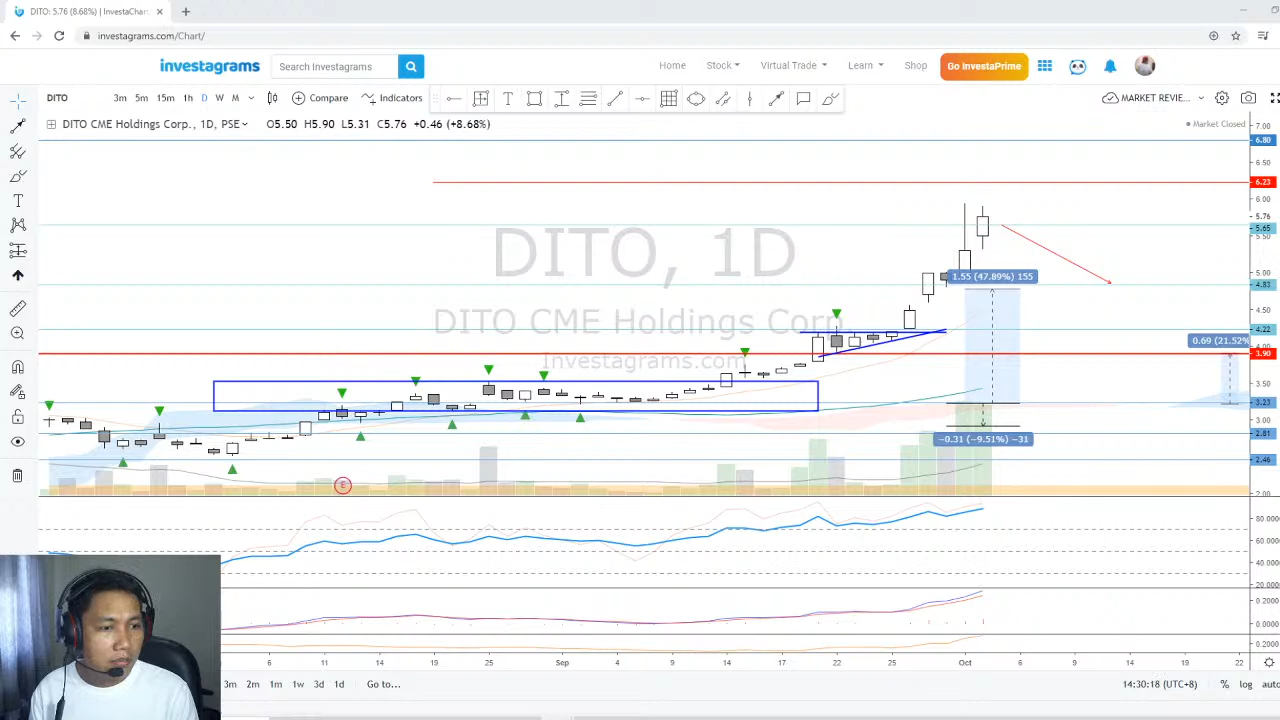 DITO: 5.76 (8.68%) | InvestaChar
investagrams.com/Chart/
investagrams
Search Investagrams
Home
Stock
Virtual Trade
Learn
Shop
Go InvestaPrime
DITO
3m 5m 15m 1h D W M
Compare
Indicators
MARKET REVIE...
DITO CME Holdings Corp., 1D, PSE
O5.50 H5.90 L5.31 C5.76 +0.46 (+8.68%)
Market Closed
7.00
6.80
6.50
6.23
6.00
5.76
5.65
5.50
5.00
4.83
4.50
4.22
4.00
3.90
3.50
3.23
2.81
2.46
2.00
DITO, 1D
DITO CME Holdings Corp.
Investagrams.com
1.55 (47.89%) 155
0.69 (21.52%
−0.31 (−9.51%) −31
E
80.0000
60.0000
40.0000
20.0000
0.2000
0.0000
0.2000
6 11 14 19 25 Sep 4 9 15 22 25 Oct 6 9 14 19 22
3m 2m 1m 1w 3d 1d Go to...
14:30:18 (UTC+8)
% log auto